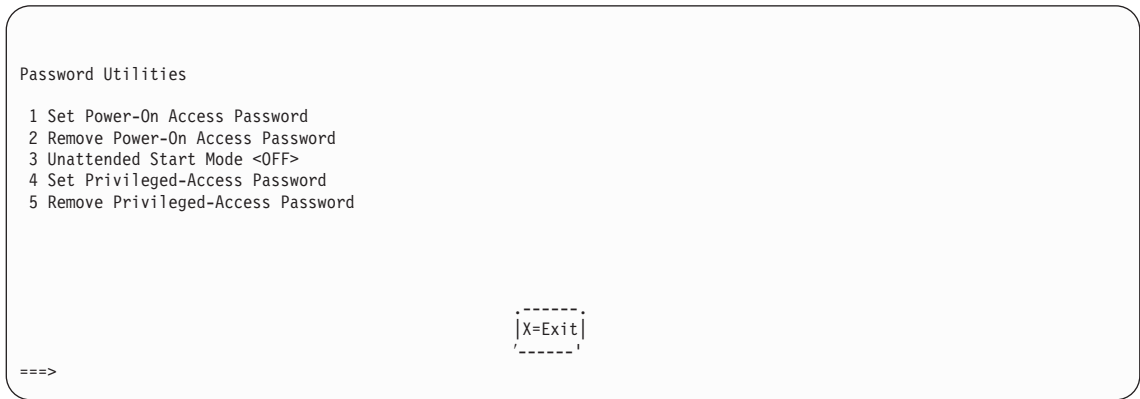 Password Utilities
1 Set Power-On Access Password
2 Remove Power-On Access Password
3 Unattended Start Mode <OFF>
4 Set Privileged-Access Password
5 Remove Privileged-Access Password
.------.
|X=Exit|
'------'
===>